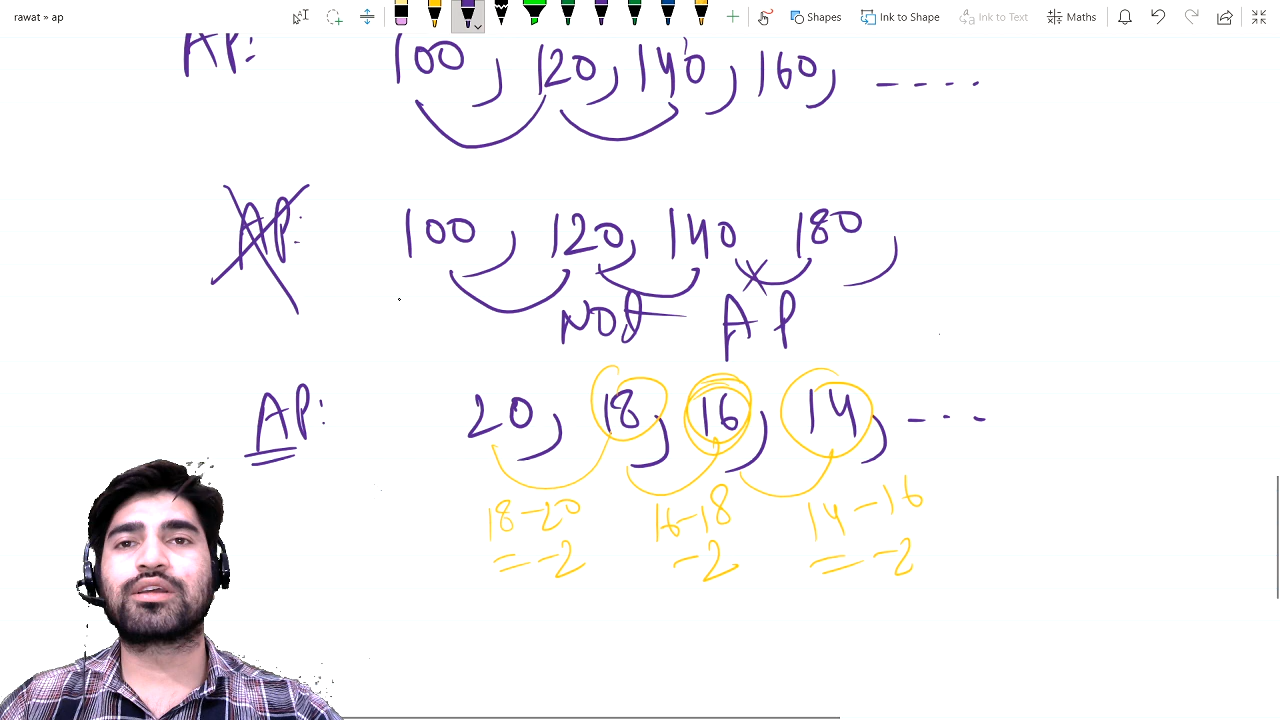 rawat » ap Shapes Ink to Shape Ink to Text Maths
AP: 100, 120, 140, 160, ----
AP: 100, 120, 140 180,
NOT AP
AP: 20, 18, 16, 14, ---
18-20 16-18 14-16
=-2 -2 =-2